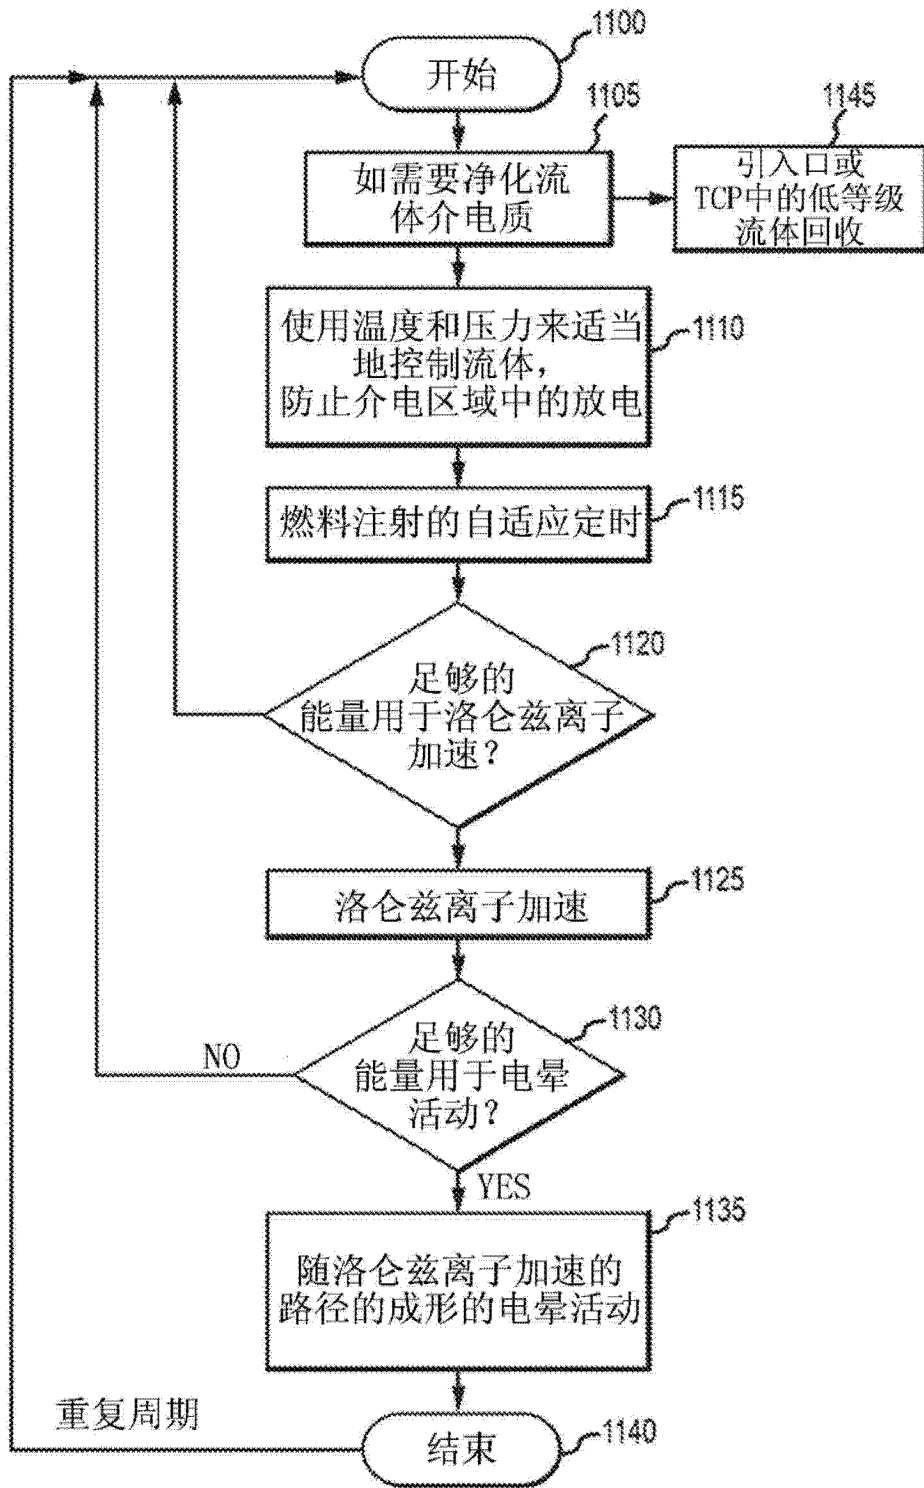 1100
开始
1105
如需要净化流
体介电质
1145
引入口或
TCP中的低等级
流体回收
使用温度和压力来适当
地控制流体，
防止介电区域中的放电
1110
燃料注射的自适应定时
1115
足够的
能量用于洛仑兹离子
加速？
1120
洛仑兹离子加速
1125
足够的
能量用于电晕
活动？
1130
NO
YES
随洛仑兹离子加速的
路径的成形的电晕活动
1135
重复周期
结束
1140